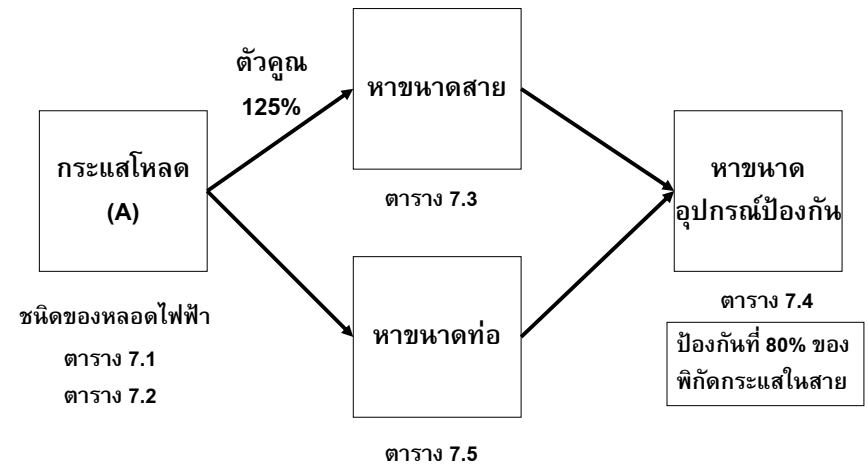 ตัวคูณ
125%
หาขนาดสาย
ตาราง 7.3
กระแสโหลด
(A)
ชนิดของหลอดไฟฟ้า
ตาราง 7.1
ตาราง 7.2
หาขนาดท่อ
ตาราง 7.5
หาขนาด
อุปกรณ์ป้องกัน
ตาราง 7.4
ป้องกันที่ 80% ของ
พิกัดกระแสในสาย